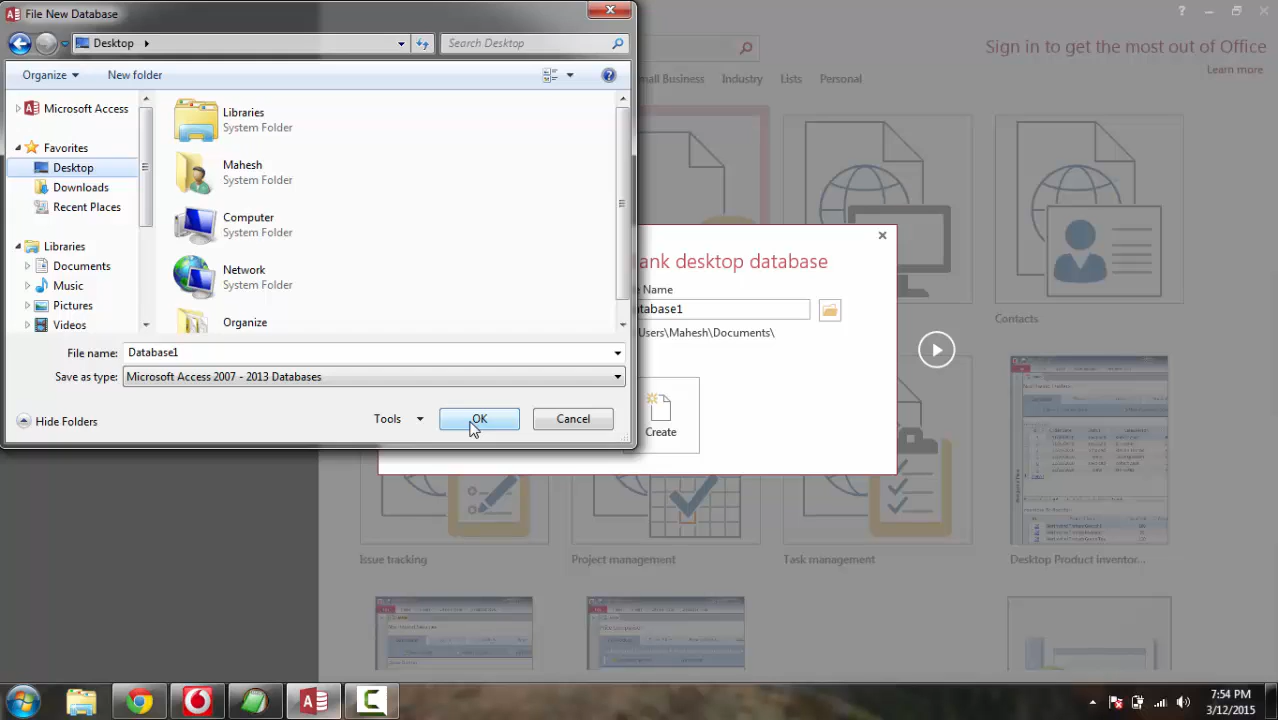 File New Database
Desktop
Search Desktop
Organize
New folder
Microsoft Access
Favorites
Desktop
Downloads
Recent Places
Libraries
Documents
Music
Pictures
Videos
Libraries
System Folder
Mahesh
System Folder
Computer
System Folder
Network
System Folder
Organize
File name:
Database1
Save as type:
Microsoft Access 2007 - 2013 Databases
Hide Folders
Tools
OK
Cancel
Sign in to get the most out of Office
Learn more
mall Business
Industry
Lists
Personal
ank desktop database
e Name
tabase1
Users\Mahesh\Documents\
Create
Contacts
Issue tracking
Project management
Task management
Desktop Product inventor...
7:54 PM
3/12/2015